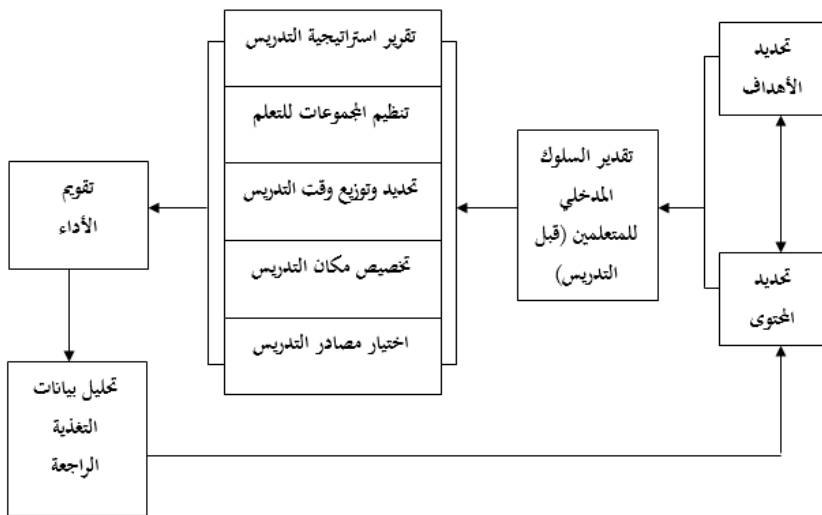 تحديد
الأهداف
تحديد
المحتوى
تقدير السلوك
المدخلي
للمتعلمين (قبل
التدريس)
تقرير استراتيجية التدريس
تنظيم المجموعات للتعلم
تحديد وتوزيع وقت التدريس
تخصيص مكان التدريس
اختيار مصادر التدريس
تقويم
الأداء
تحليل بيانات
التغذية
الراجعة